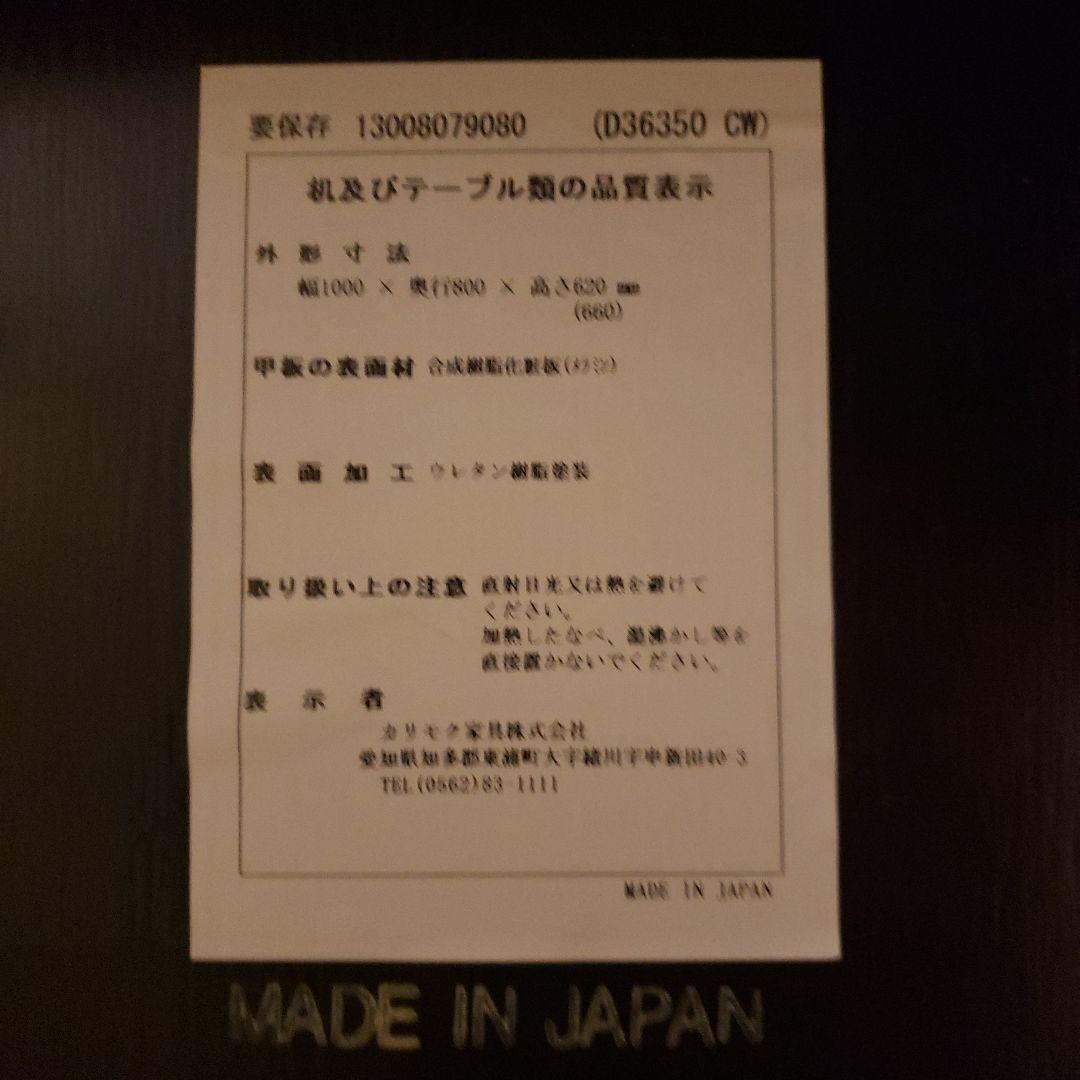 要保存 13008079080 (D36350 CW)
机及びテーブル類の品質表示
外形寸法
幅1000 × 奥行800 × 高さ620 mm
(660)
甲板の表面材 合成樹脂化粧板(メラミン)
表面加工 ウレタン樹脂塗装
取り扱い上の注意 直射日光又は熱を避けて
ください。
加熱したなべ、湯沸かし等を
直接置かないでください。
表示者
カリモク家具株式会社
愛知県知多郡東浦町大字緒川字申新田40-3
TEL(0562)83-1111
MADE IN JAPAN
MADE IN JAPAN